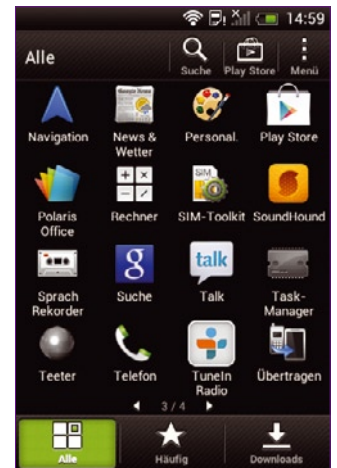 14:59
Alle
Suche Play Store Menü
Navigation News & Wetter Personal. Play Store
Polaris Office Rechner SIM-Toolkit SoundHound
Sprach Rekorder Suche Talk Task-Manager
Teeter Telefon TuneIn Radio Übertragen
3/4
Alle Häufig Downloads